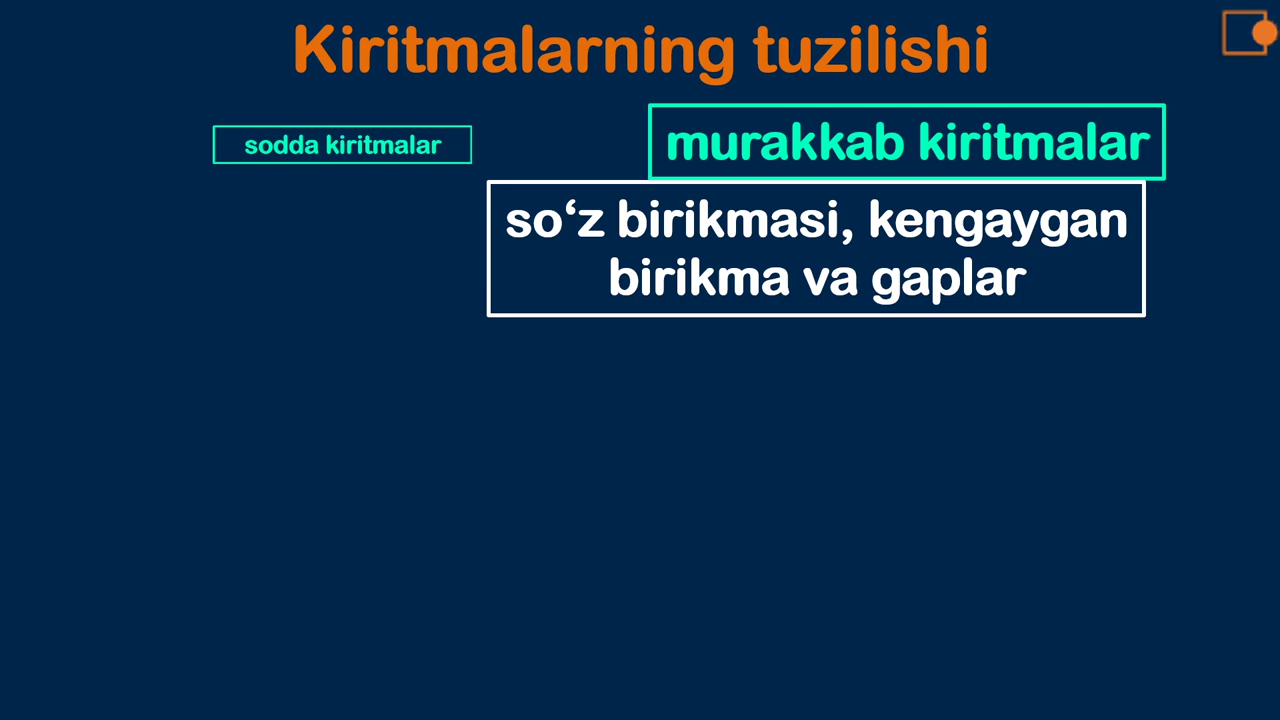 Kiritmalarning tuzilishi
sodda kiritmalar
murakkab kiritmalar
so‘z birikmasi, kengaygan
birikma va gaplar